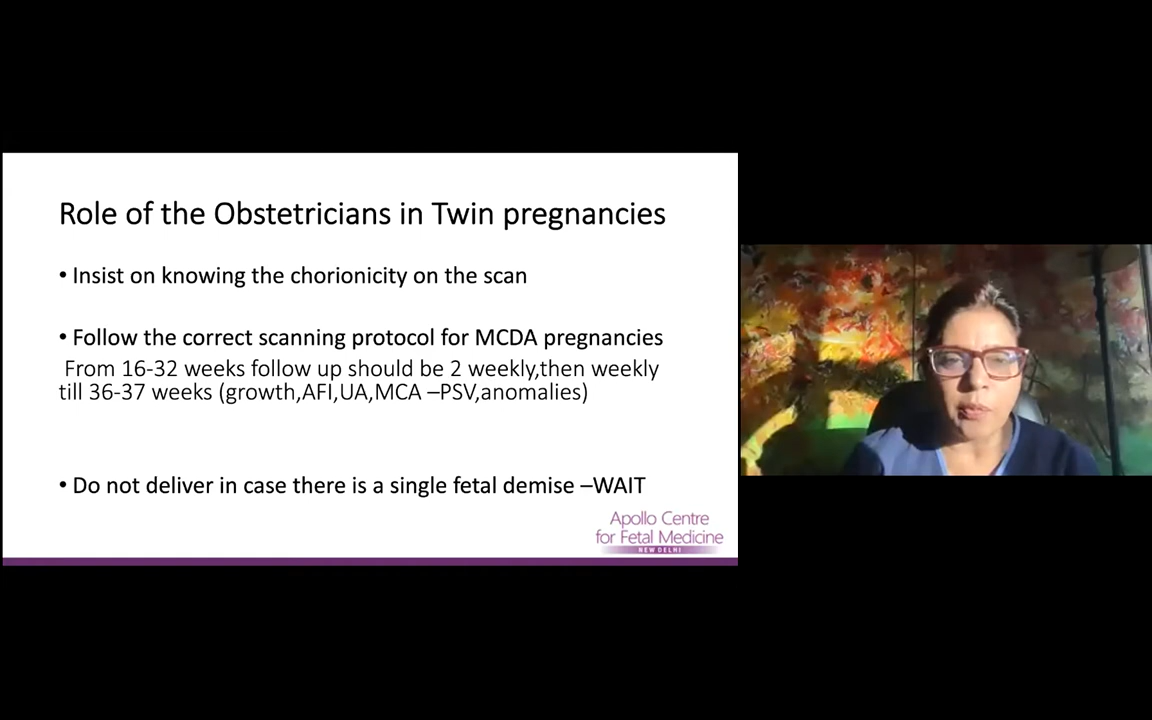 Role of the Obstetricians in Twin pregnancies
• Insist on knowing the chorionicity on the scan
• Follow the correct scanning protocol for MCDA pregnancies
From 16-32 weeks follow up should be 2 weekly,then weekly
till 36-37 weeks (growth,AFI,UA,MCA –PSV,anomalies)
• Do not deliver in case there is a single fetal demise –WAIT
Apollo Centre
for Fetal Medicine
NEW DELHI